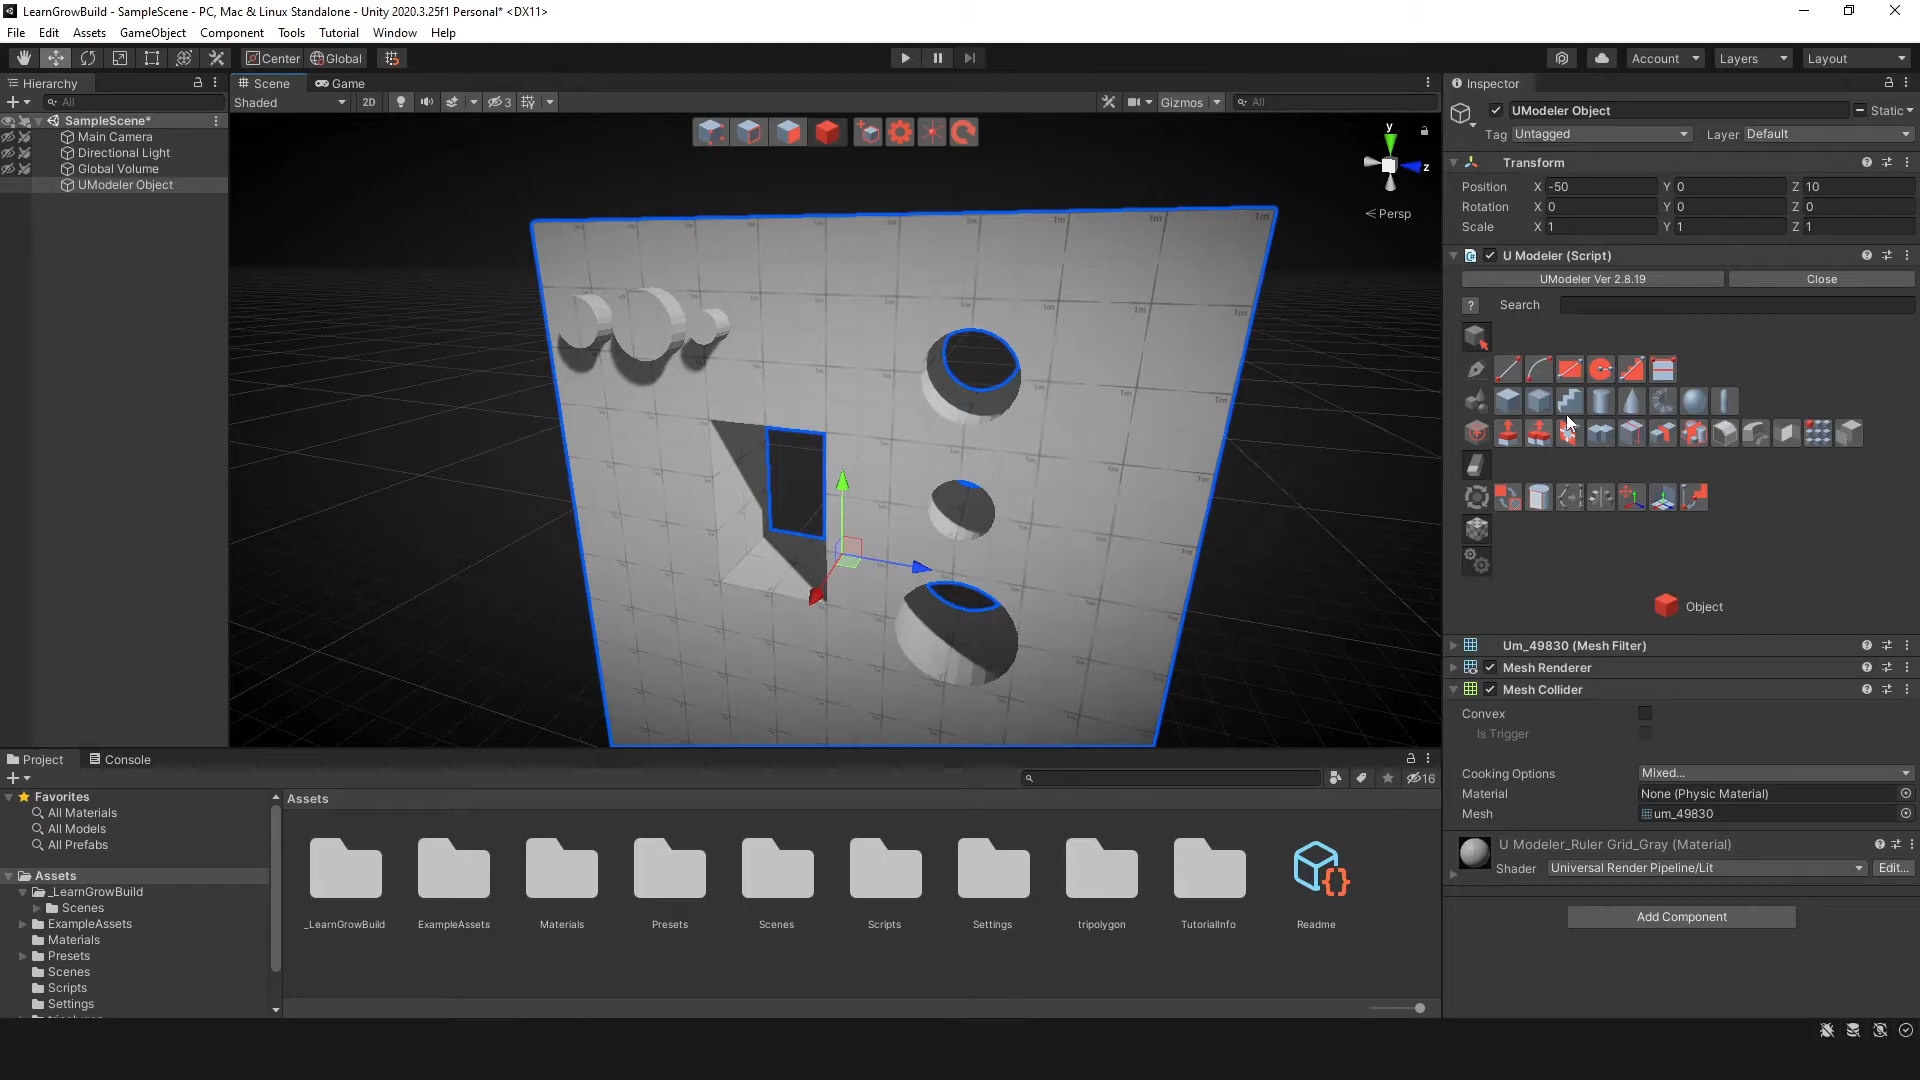 LearnGrowBuild - SampleScene - PC, Mac & Linux Standalone - Unity 2020.3.25f1 Personal* <DX11>
File Edit Assets GameObject Component Tools Tutorial Window Help
Center Global Account Layers Layout
Hierarchy
All
SampleScene*
Main Camera
Directional Light
Global Volume
UModeler Object
Scene Game
Shaded 2D 3 Gizmos All
y
z
< Persp
Inspector
UModeler Object Static
Tag Untagged Layer Default
Transform
Position X -50 Y 0 Z 10
Rotation X 0 Y 0 Z 0
Scale X 1 Y 1 Z 1
U Modeler (Script)
UModeler Ver 2.8.19 Close
? Search
Object
Um_49830 (Mesh Filter)
Mesh Renderer
Mesh Collider
Convex
Is Trigger
Cooking Options Mixed...
Material None (Physic Material)
Mesh um_49830
U Modeler_Ruler Grid_Gray (Material)
Shader Universal Render Pipeline/Lit Edit...
Add Component
Project Console
16
Favorites
All Materials
All Models
All Prefabs
Assets
_LearnGrowBuild
Scenes
ExampleAssets
Materials
Presets
Scenes
Scripts
Settings
Assets
_LearnGrowBuild ExampleAssets Materials Presets Scenes Scripts Settings tripolygon TutorialInfo Readme